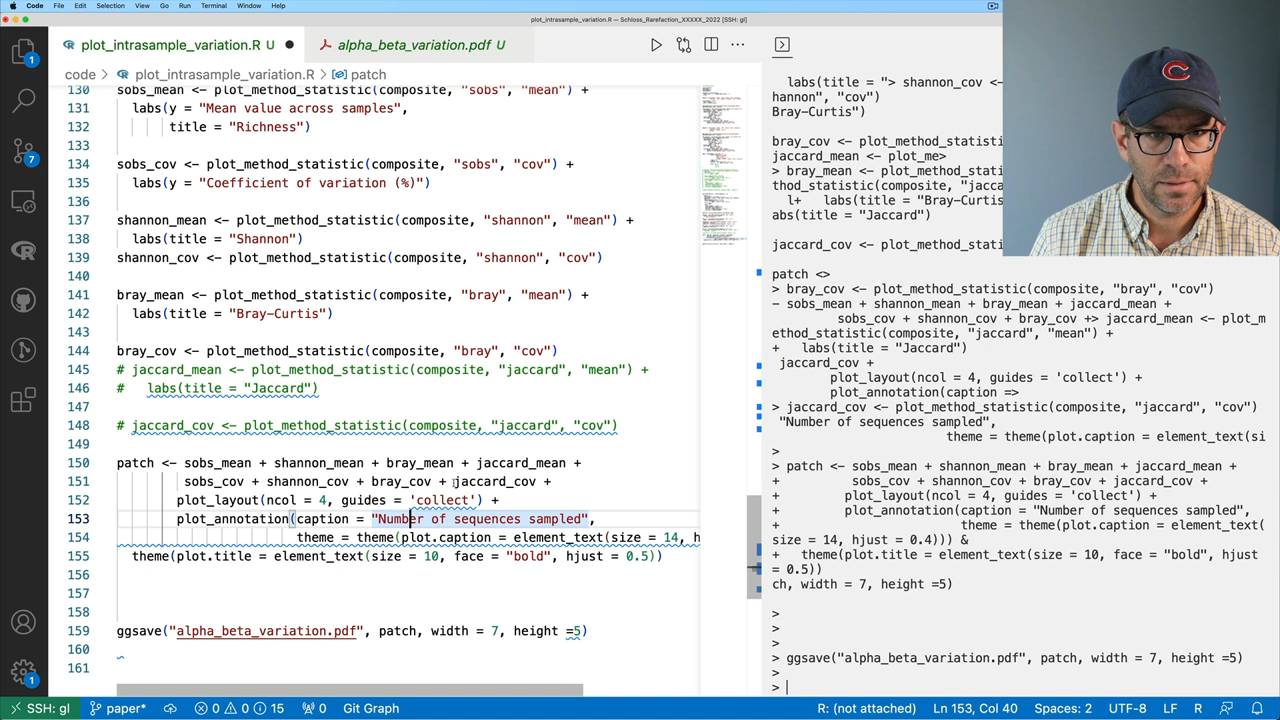 Code File Edit Selection View Go Run Terminal Window Help
plot_intrasample_variation.R — Schloss_Rarefaction_XXXXX_2022 [SSH: gl]
plot_intrasample_variation.R U
alpha_beta_variation.pdf U
code > plot_intrasample_variation.R > patch
130 sobs_mean <- plot_method_statistic(composite, "sobs", "mean") +
131 labs(y = "Mean value across samples",
132 title = "Richness")
133
134 sobs_cov <- plot_method_statistic(composite, "sobs", "cov") +
135 labs(y = "Coefficient of variation (%)")
136
137 shannon_mean <- plot_method_statistic(composite, "shannon", "mean") +
138 labs(title = "Shannon")
139 shannon_cov <- plot_method_statistic(composite, "shannon", "cov")
140
141 bray_mean <- plot_method_statistic(composite, "bray", "mean") +
142 labs(title = "Bray-Curtis")
143
144 bray_cov <- plot_method_statistic(composite, "bray", "cov")
145 # jaccard_mean <- plot_method_statistic(composite, "jaccard", "mean") +
146 # labs(title = "Jaccard")
147
148 # jaccard_cov <- plot_method_statistic(composite, "jaccard", "cov")
149
150 patch <- sobs_mean + shannon_mean + bray_mean + jaccard_mean +
151 sobs_cov + shannon_cov + bray_cov + jaccard_cov +
152 plot_layout(ncol = 4, guides = 'collect') +
153 plot_annotation(caption = "Number of sequences sampled",
154 theme = theme(plot.caption = element_text(size = 14, h
155 theme(plot.title = element_text(size = 10, face = "bold", hjust = 0.5))
156
157
158
159 ggsave("alpha_beta_variation.pdf", patch, width = 7, height =5)
160
161
labs(title = "> shannon_cov <-
hannon", "cov")
Bray-Curtis")
bray_cov <- plot_method_statist
jaccard_mean <- plot_me>
> bray_mean <- plot_method_stat
thod_statistic(composite, "jacc
+ labs(title = "Bray-Curtis
abs(title = "Jaccard")
jaccard_cov <- plot_method_stat
patch <>
> bray_cov <- plot_method_statistic(composite, "bray", "cov")
- sobs_mean + shannon_mean + bray_mean + jaccard_mean +
sobs_cov + shannon_cov + bray_cov +> jaccard_mean <- plot_m
ethod_statistic(composite, "jaccard", "mean") +
+ labs(title = "Jaccard")
jaccard_cov +
plot_layout(ncol = 4, guides = 'collect') +
plot_annotation(caption =>
> jaccard_cov <- plot_method_statistic(composite, "jaccard", "cov")
"Number of sequences sampled",
theme = theme(plot.caption = element_text(si
>
> patch <- sobs_mean + shannon_mean + bray_mean + jaccard_mean +
+ sobs_cov + shannon_cov + bray_cov + jaccard_cov +
+ plot_layout(ncol = 4, guides = 'collect') +
+ plot_annotation(caption = "Number of sequences sampled",
+ theme = theme(plot.caption = element_text(
size = 14, hjust = 0.4))) &
+ theme(plot.title = element_text(size = 10, face = "bold", hjust
= 0.5))
ch, width = 7, height =5)
>
>
>
> ggsave("alpha_beta_variation.pdf", patch, width = 7, height =5)
>
>
SSH: gl paper* 0 0 15 0 Git Graph R: (not attached) Ln 153, Col 40 Spaces: 2 UTF-8 LF R